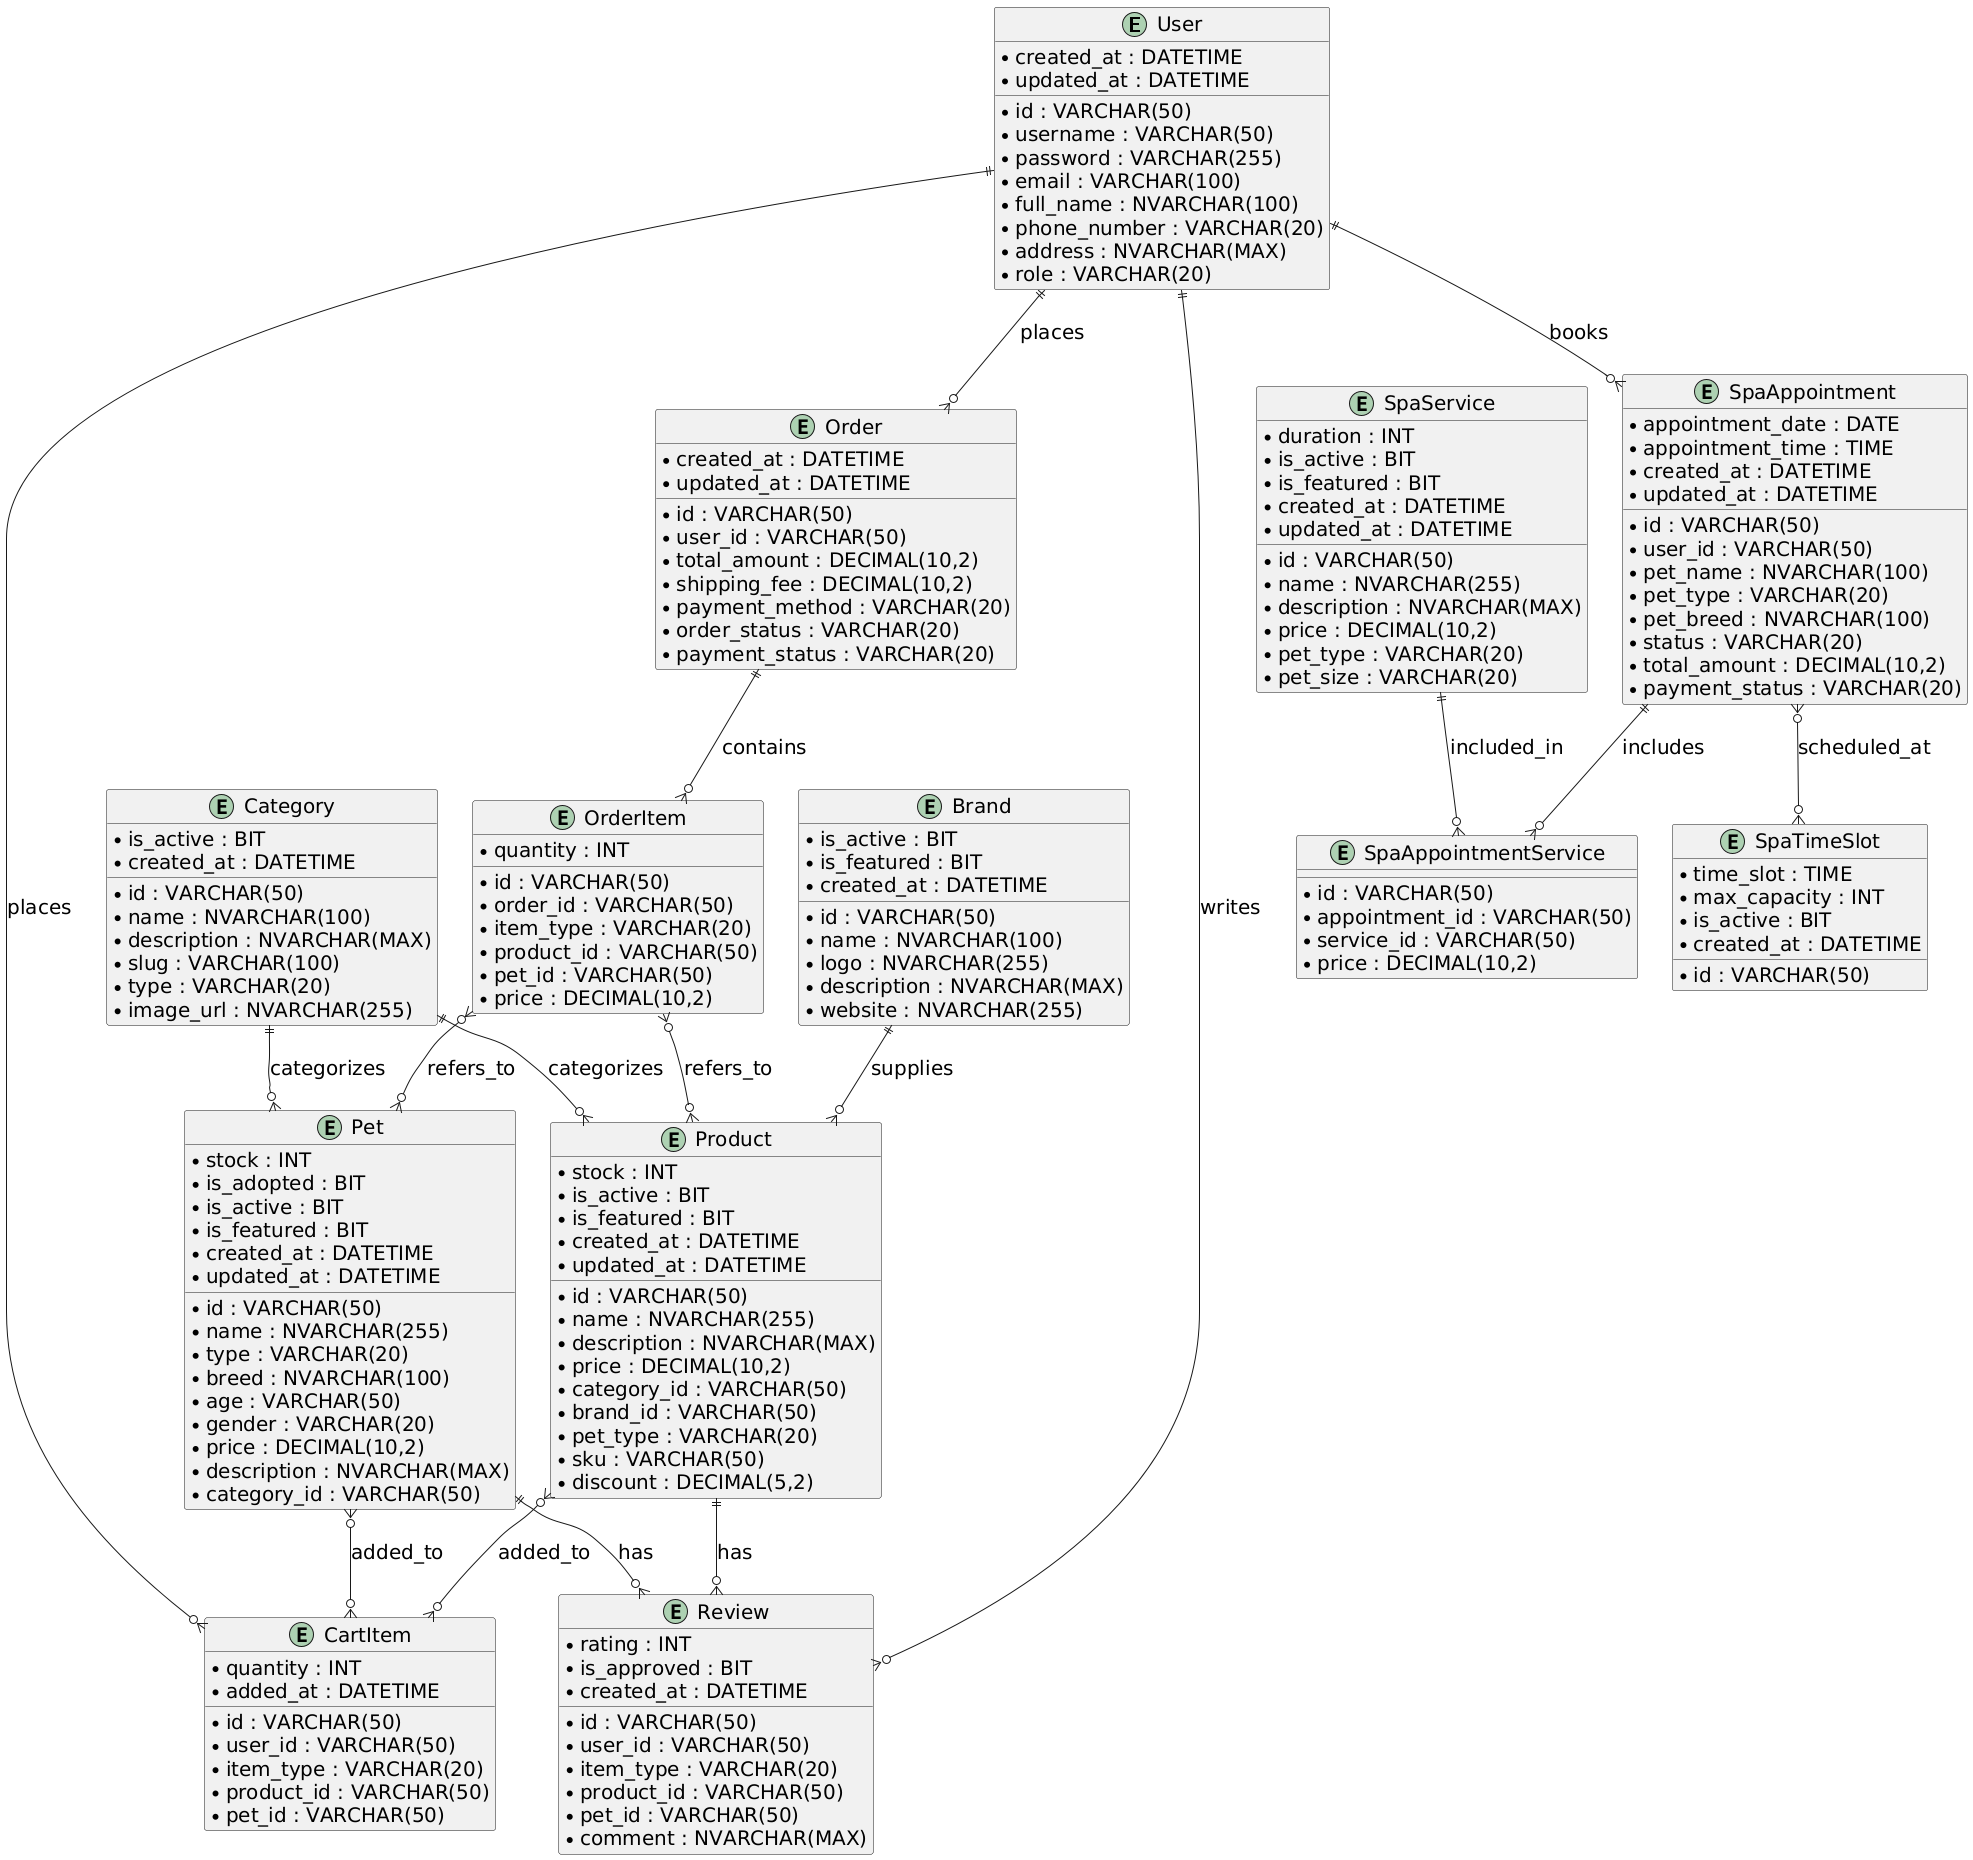 E User
created_at : DATETIME
updated_at : DATETIME
id : VARCHAR(50)
username : VARCHAR(50)
password : VARCHAR(255)
email : VARCHAR(100)
full_name : NVARCHAR(100)
phone_number : VARCHAR(20)
address : NVARCHAR(MAX)
role : VARCHAR(20)
places
books
E Order
created_at : DATETIME
updated_at : DATETIME
id : VARCHAR(50)
user_id : VARCHAR(50)
total_amount : DECIMAL(10,2)
shipping_fee : DECIMAL(10,2)
payment_method : VARCHAR(20)
order_status : VARCHAR(20)
payment_status : VARCHAR(20)
E SpaService
duration : INT
is_active : BIT
is_featured : BIT
created_at : DATETIME
updated_at : DATETIME
id : VARCHAR(50)
name : NVARCHAR(255)
description : NVARCHAR(MAX)
price : DECIMAL(10,2)
pet_type : VARCHAR(20)
pet_size : VARCHAR(20)
E SpaAppointment
appointment_date : DATE
appointment_time : TIME
created_at : DATETIME
updated_at : DATETIME
id : VARCHAR(50)
user_id : VARCHAR(50)
pet_name : NVARCHAR(100)
pet_type : VARCHAR(20)
pet_breed : NVARCHAR(100)
status : VARCHAR(20)
total_amount : DECIMAL(10,2)
payment_status : VARCHAR(20)
contains
included_in
includes
scheduled_at
places
E Category
is_active : BIT
created_at : DATETIME
id : VARCHAR(50)
name : NVARCHAR(100)
description : NVARCHAR(MAX)
slug : VARCHAR(100)
type : VARCHAR(20)
image_url : NVARCHAR(255)
E OrderItem
quantity : INT
id : VARCHAR(50)
order_id : VARCHAR(50)
item_type : VARCHAR(20)
product_id : VARCHAR(50)
pet_id : VARCHAR(50)
price : DECIMAL(10,2)
E Brand
is_active : BIT
is_featured : BIT
created_at : DATETIME
id : VARCHAR(50)
name : NVARCHAR(100)
logo : NVARCHAR(255)
description : NVARCHAR(MAX)
website : NVARCHAR(255)
writes
E SpaAppointmentService
id : VARCHAR(50)
appointment_id : VARCHAR(50)
service_id : VARCHAR(50)
price : DECIMAL(10,2)
E SpaTimeSlot
time_slot : TIME
max_capacity : INT
is_active : BIT
created_at : DATETIME
id : VARCHAR(50)
categorizes
refers_to
categorizes
refers_to
supplies
E Pet
stock : INT
is_adopted : BIT
is_active : BIT
is_featured : BIT
created_at : DATETIME
updated_at : DATETIME
id : VARCHAR(50)
name : NVARCHAR(255)
type : VARCHAR(20)
breed : NVARCHAR(100)
age : VARCHAR(50)
gender : VARCHAR(20)
price : DECIMAL(10,2)
description : NVARCHAR(MAX)
category_id : VARCHAR(50)
E Product
stock : INT
is_active : BIT
is_featured : BIT
created_at : DATETIME
updated_at : DATETIME
id : VARCHAR(50)
name : NVARCHAR(255)
description : NVARCHAR(MAX)
price : DECIMAL(10,2)
category_id : VARCHAR(50)
brand_id : VARCHAR(50)
pet_type : VARCHAR(20)
sku : VARCHAR(50)
discount : DECIMAL(5,2)
added_to
added_to
has
has
E CartItem
quantity : INT
added_at : DATETIME
id : VARCHAR(50)
user_id : VARCHAR(50)
item_type : VARCHAR(20)
product_id : VARCHAR(50)
pet_id : VARCHAR(50)
E Review
rating : INT
is_approved : BIT
created_at : DATETIME
id : VARCHAR(50)
user_id : VARCHAR(50)
item_type : VARCHAR(20)
product_id : VARCHAR(50)
pet_id : VARCHAR(50)
comment : NVARCHAR(MAX)